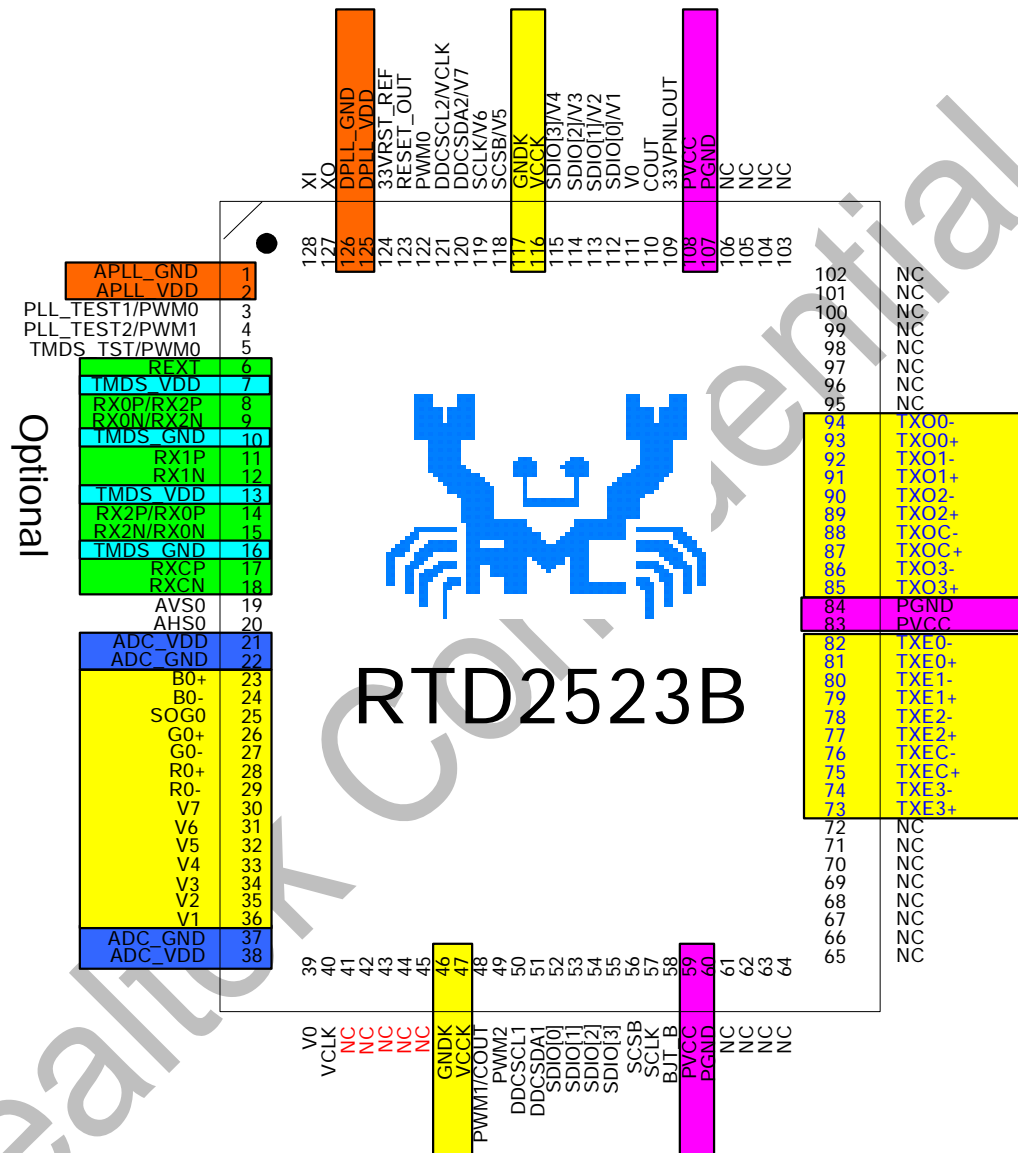 XI
XO
DPLL_GND
DPLL_VDD
33VRST_REF
RESET_OUT
PWM0
DDCSCL2/VCLK
DDCSDA2/V7
SCLK/V6
SCSB/V5
GNDK
VCCK
SDIO[3]/V4
SDIO[2]/V3
SDIO[1]/V2
SDIO[0]/V1
V0
COUT
33VPNLOUT
PVCC
PGND
NC
NC
NC
NC
128
127
126
125
124
123
122
121
120
119
118
117
116
115
114
113
112
111
110
109
108
107
106
105
104
103
APLL_GND 1
APLL_VDD 2
PLL_TEST1/PWM0 3
PLL_TEST2/PWM1 4
TMDS_TST/PWM0 5
REXT 6
TMDS_VDD 7
RX0P/RX2P 8
RX0N/RX2N 9
TMDS_GND 10
RX1P 11
RX1N 12
TMDS_VDD 13
RX2P/RX0P 14
RX2N/RX0N 15
TMDS_GND 16
RXCP 17
RXCN 18
AVS0 19
AHS0 20
ADC_VDD 21
ADC_GND 22
B0+ 23
B0- 24
SOG0 25
G0+ 26
G0- 27
R0+ 28
R0- 29
V7 30
V6 31
V5 32
V4 33
V3 34
V2 35
V1 36
ADC_GND 37
ADC_VDD 38
Optional
RTD2523B
102 NC
101 NC
100 NC
99 NC
98 NC
97 NC
96 NC
95 NC
94 TXO0-
93 TXO0+
92 TXO1-
91 TXO1+
90 TXO2-
89 TXO2+
88 TXOC-
87 TXOC+
86 TXO3-
85 TXO3+
84 PGND
83 PVCC
82 TXE0-
81 TXE0+
80 TXE1-
79 TXE1+
78 TXE2-
77 TXE2+
76 TXEC-
75 TXEC+
74 TXE3-
73 TXE3+
72 NC
71 NC
70 NC
69 NC
68 NC
67 NC
66 NC
65 NC
39
40
41
42
43
44
45
46
47
48
49
50
51
52
53
54
55
56
57
58
59
60
61
62
63
64
V0
VCLK
NC
NC
NC
NC
NC
GNDK
VCCK
PWM1/COUT
PWM2
DDCSCL1
DDCSDA1
SDIO[0]
SDIO[1]
SDIO[2]
SDIO[3]
SCSB
SCLK
BJT_B
PVCC
PGND
NC
NC
NC
NC